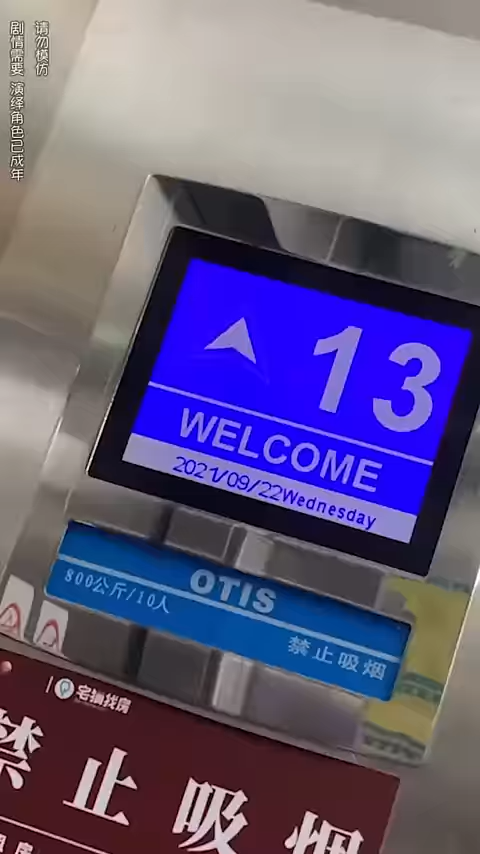 请勿模仿
剧情需要 演绎角色已成年
13
WELCOME
2021/09/22Wednesday
OTIS
800公斤/10人
禁止吸烟
宅猫找房
禁止吸烟